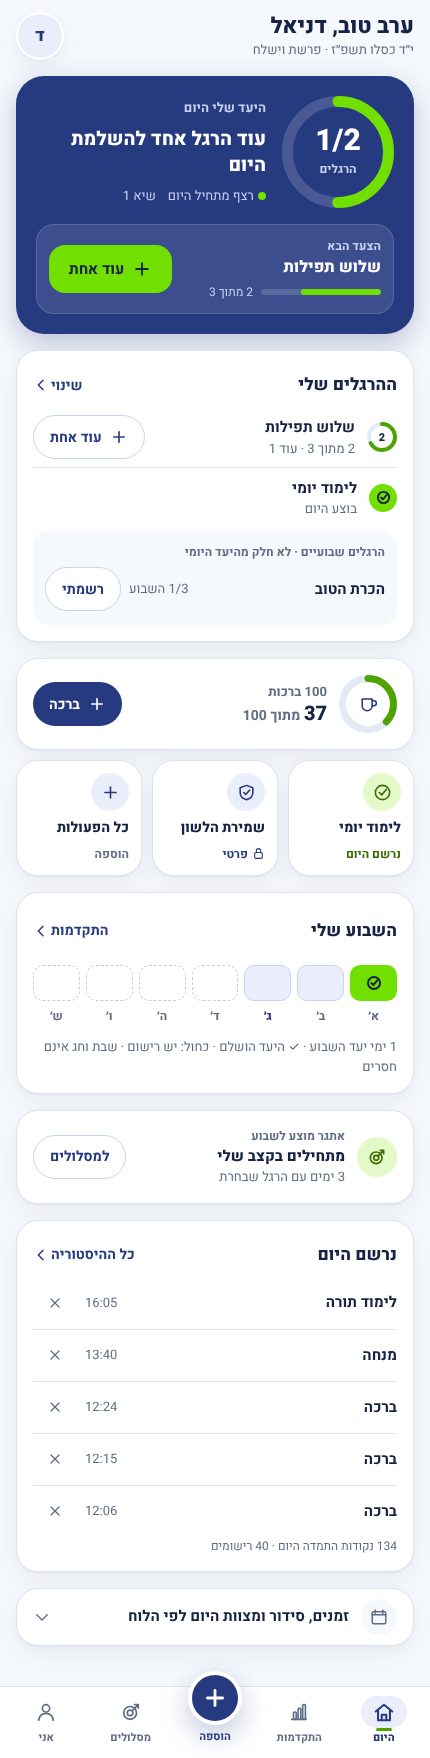 ערב טוב, דניאל
ד
י״ד כסלו תשפ״ז · פרשת וישלח
1/2
הרגלים
היעד שלי היום
עוד הרגל אחד להשלמת
היום
רצף מתחיל היום שיא 1
הצעד הבא
שלוש תפילות
2 מתוך 3
+ עוד אחת
ההרגלים שלי
שינוי
2
שלוש תפילות
2 מתוך 3 · עוד 1
+ עוד אחת
לימוד יומי
בוצע היום
הרגלים שבועיים · לא חלק מהיעד היומי
הכרת הטוב
1/3 השבוע
רשמתי
100 ברכות
37 מתוך 100
+ ברכה
לימוד יומי
נרשם היום
שמירת הלשון
פרטי
כל הפעולות
הוספה
השבוע שלי
התקדמות
א׳ ב׳ ג׳ ד׳ ה׳ ו׳ ש׳
1 ימי יעד השבוע · ✓ היעד הושלם · כחול: יש רישום · שבת וחג אינם
חסרים
אתגר מוצע לשבוע
מתחילים בקצב שלי
3 ימים עם הרגל שבחרת
למסלולים
נרשם היום
כל ההיסטוריה
לימוד תורה 16:05
מנחה 13:40
ברכה 12:24
ברכה 12:15
ברכה 12:06
134 נקודות התמדה היום · 40 רישומים
זמנים, סידור ומצוות היום לפי הלוח
היום
התקדמות
הוספה
מסלולים
אני